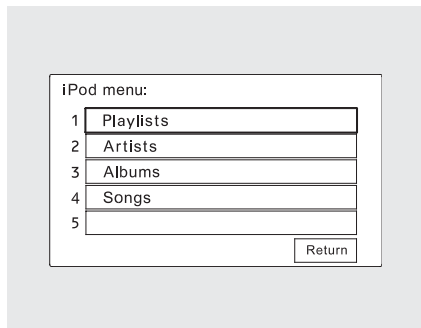 iPod menu:
1 Playlists
2 Artists
3 Albums
4 Songs
5
Return